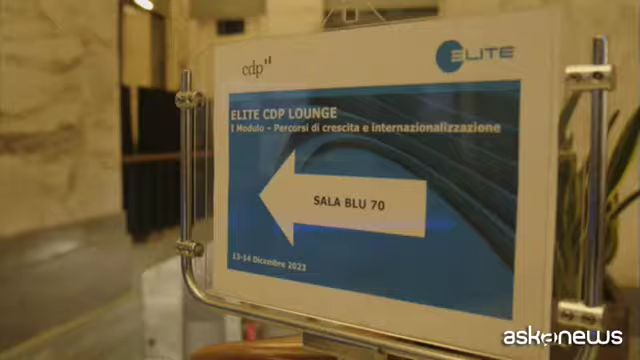 cdp
ELITE
ELITE CDP LOUNGE
I Modulo – Percorsi di crescita e internazionalizzazione
SALA BLU 70
13-14 Dicembre 2023
askanews